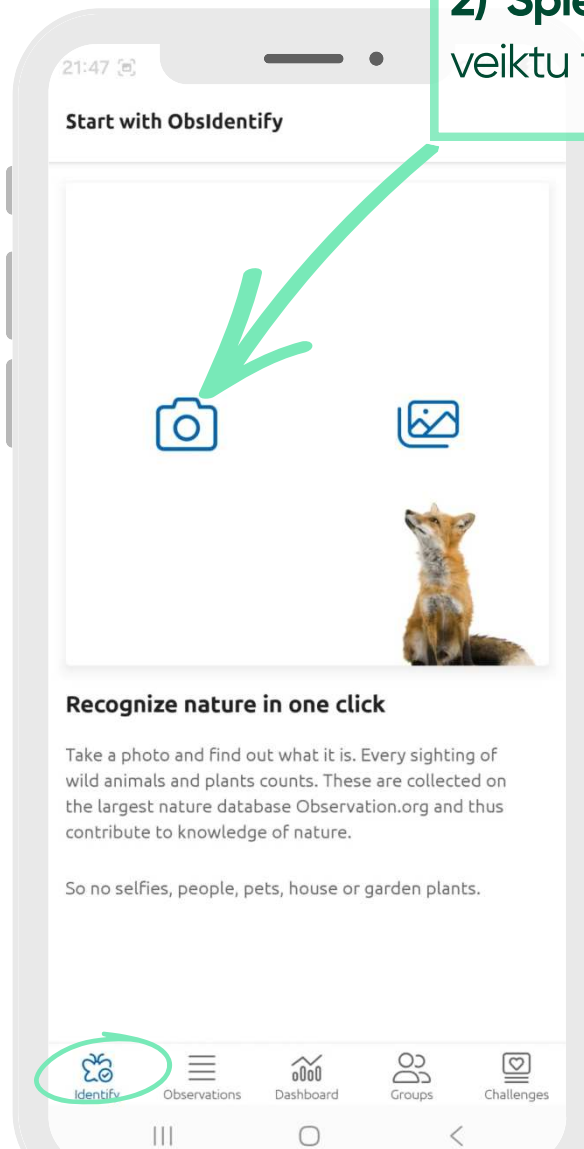 2) Spie
veiktu
21:47
Start with ObsIdentify
Recognize nature in one click
Take a photo and find out what it is. Every sighting of
wild animals and plants counts. These are collected on
the largest nature database Observation.org and thus
contribute to knowledge of nature.
So no selfies, people, pets, house or garden plants.
Identify Observations Dashboard Groups Challenges